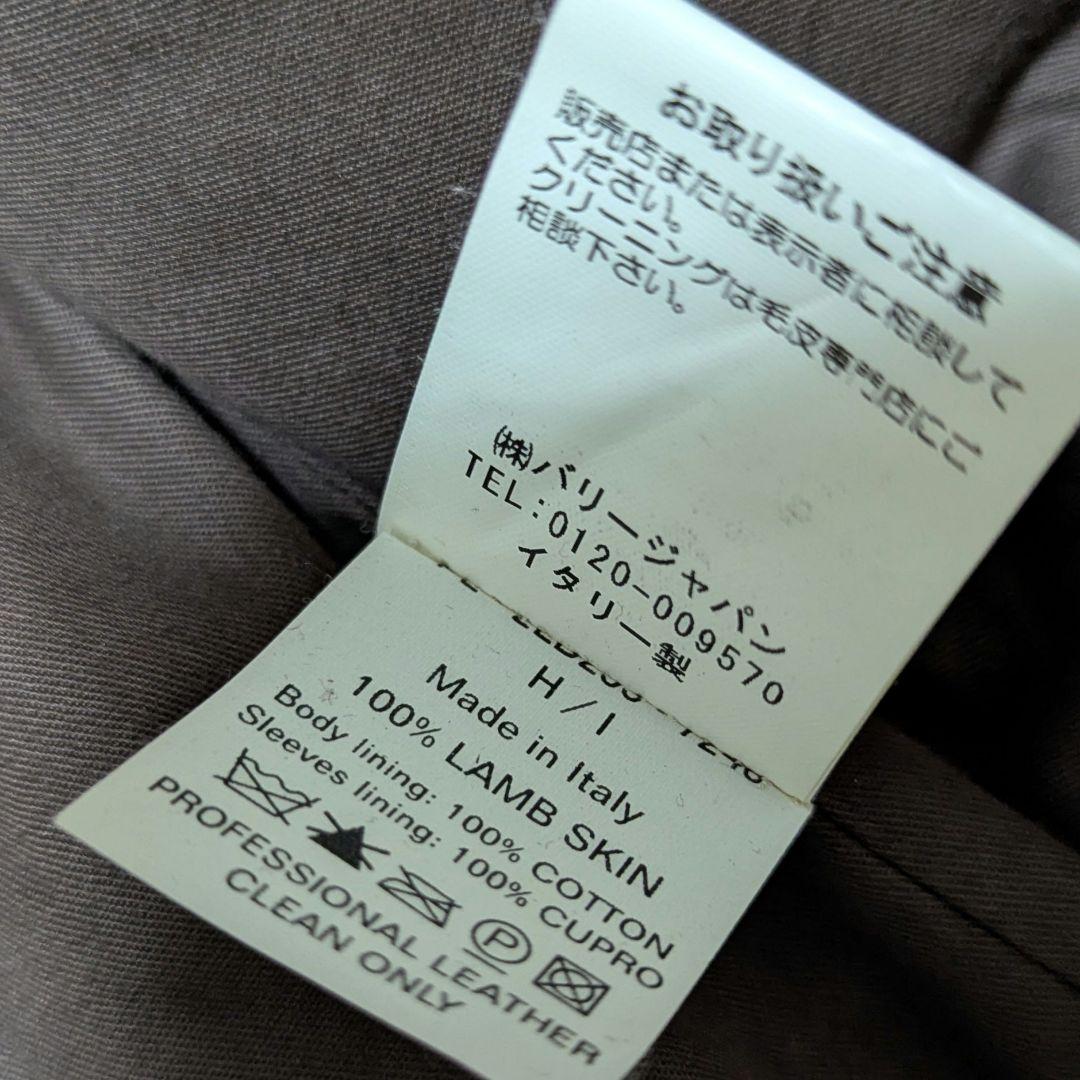 お取り扱いご注意
販売店または表示者に相談して
ください。
クリーニングは毛皮専門店にご
相談下さい。
㈱バリージャパン
TEL:0120-009570
イタリー製
H/I
Made in Italy
100% LAMB SKIN
Body lining: 100% COTTON
Sleeves lining: 100% CUPRO
P
PROFESSIONAL LEATHER
CLEAN ONLY